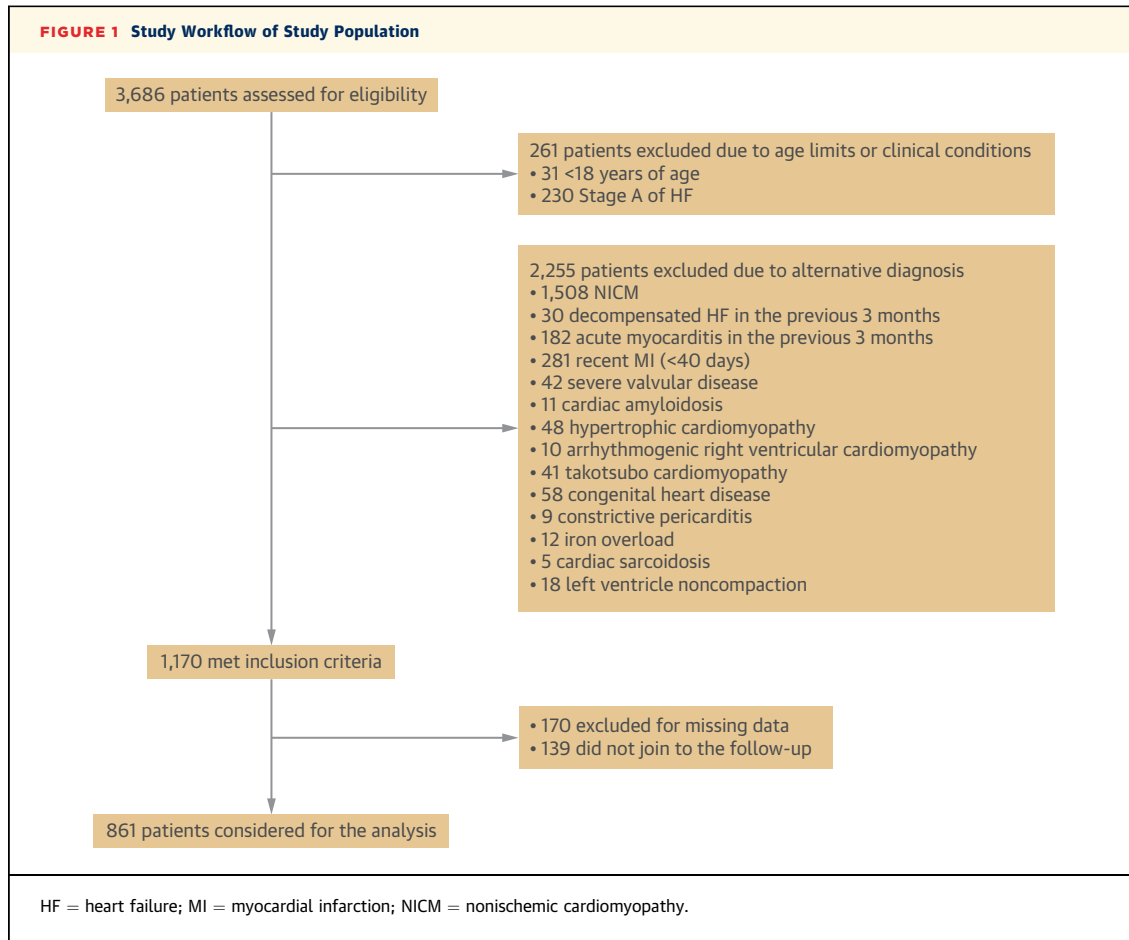 FIGURE 1 Study Workflow of Study Population
3,686 patients assessed for eligibility
261 patients excluded due to age limits or clinical conditions
• 31 <18 years of age
• 230 Stage A of HF
2,255 patients excluded due to alternative diagnosis
• 1,508 NICM
• 30 decompensated HF in the previous 3 months
• 182 acute myocarditis in the previous 3 months
• 281 recent MI (<40 days)
• 42 severe valvular disease
• 11 cardiac amyloidosis
• 48 hypertrophic cardiomyopathy
• 10 arrhythmogenic right ventricular cardiomyopathy
• 41 takotsubo cardiomyopathy
• 58 congenital heart disease
• 9 constrictive pericarditis
• 12 iron overload
• 5 cardiac sarcoidosis
• 18 left ventricle noncompaction
1,170 met inclusion criteria
• 170 excluded for missing data
• 139 did not join to the follow-up
861 patients considered for the analysis
HF = heart failure; MI = myocardial infarction; NICM = nonischemic cardiomyopathy.